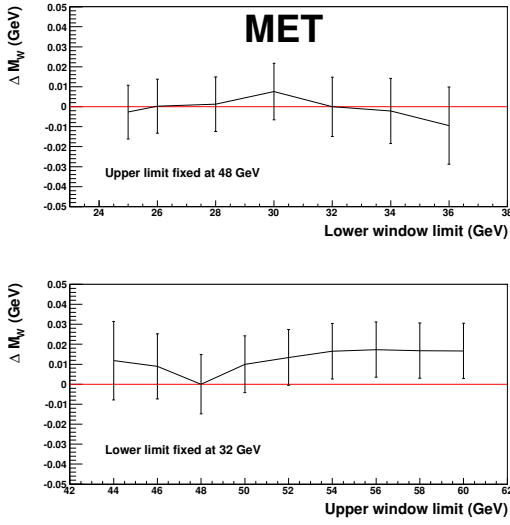 MET
Δ M_W (GeV)
0.05
0.04
0.03
0.02
0.01
0
-0.01
-0.02
-0.03
-0.04
-0.05
Upper limit fixed at 48 GeV
24 26 28 30 32 34 36 38
Lower window limit (GeV)
Δ M_W (GeV)
0.05
0.04
0.03
0.02
0.01
0
-0.01
-0.02
-0.03
-0.04
-0.05
Lower limit fixed at 32 GeV
42 44 46 48 50 52 54 56 58 60 62
Upper window limit (GeV)